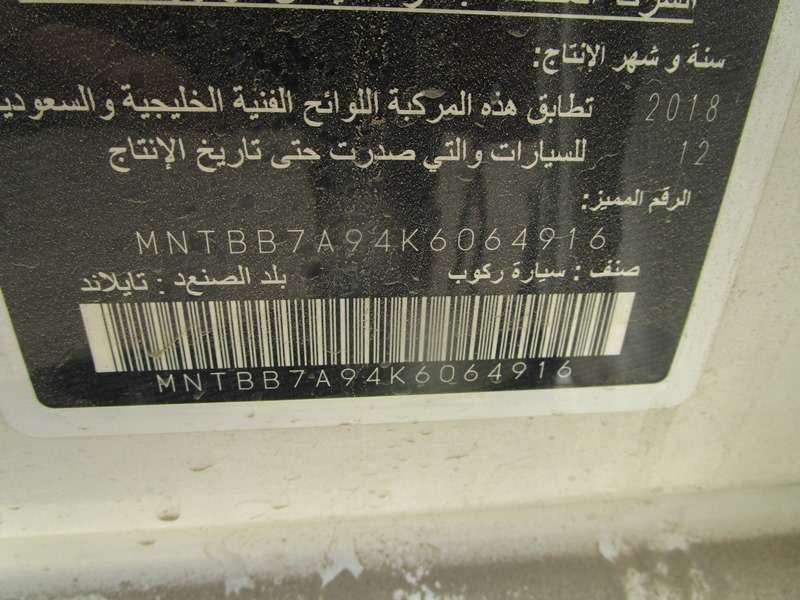 سنة و شهر الإنتاج:
2018 تطابق هذه المركبة اللوائح الفنية الخليجية والسعودية
12 للسيارات والتي صدرت حتى تاريخ الإنتاج
الرقم المميز:
MNTBB7A94K6064916
صنف : سيارة ركوب بلد الصنع : تايلاند
MNTBB7A94K6064916